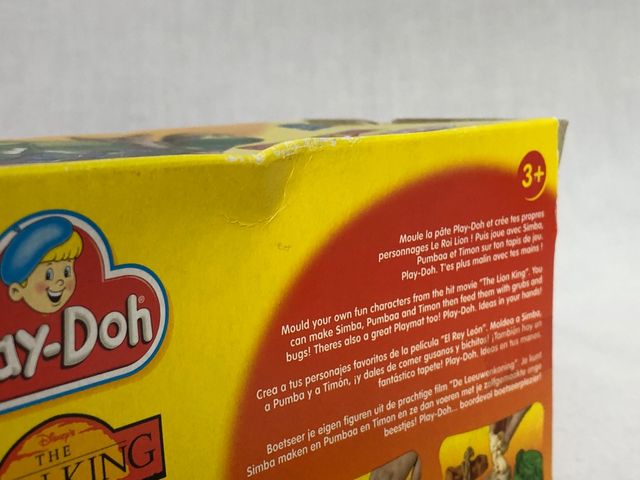 3+
Moule la pâte Play-Doh et crée tes propres
personnages Le Roi Lion ! Puis joue avec Simba,
Pumbaa et Timon sur ton tapis de jeu.
Play-Doh. T'es plus malin avec tes mains !
Mould your own fun characters from the hit movie "The Lion King". You
can make Simba, Pumbaa and Timon then feed them with grubs and
bugs! Theres also a great Playmat too! Play-Doh. Ideas in your hands!
Crea a tus personajes favoritos de la película "El Rey León". Moldea a Simba,
a Pumba y a Timón, ¡y dales de comer gusanos y bichitos! ¡También hay un
fantástico tapete! Play-Doh. Ideas en tus manos.
Boetseer je eigen figuren uit de prachtige film "De Leeuwenkoning". Je kunt
Simba maken en Pumbaa en Timon en ze dan voeren met je zelfgemaakte enge
beestjes! Play-Doh... boordevol boetseerplezier!
ay-Doh®
Disney's
THE
KING